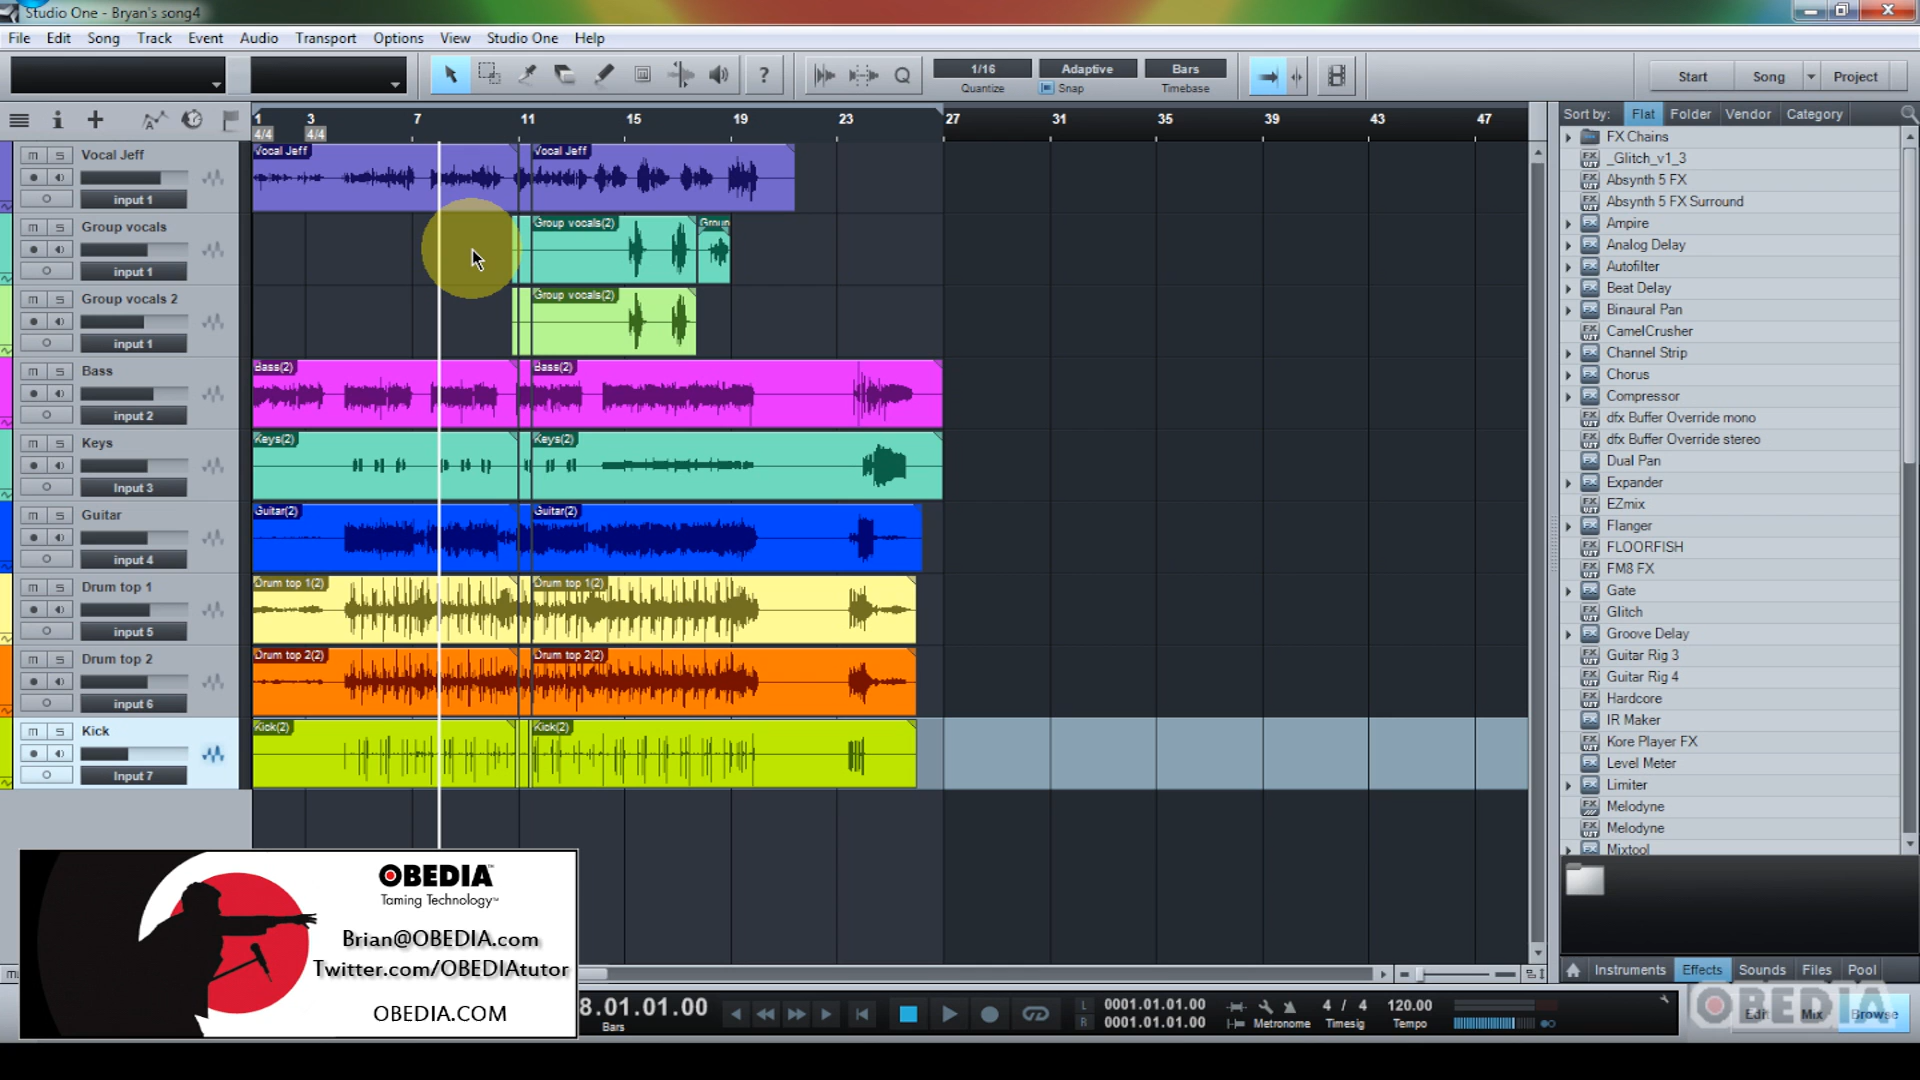 Studio One - Bryan's song4
File Edit Song Track Event Audio Transport Options View Studio One Help
? Q 1/16 Adaptive Bars Start Song Project
Quantize Snap Timebase
1 3 7 11 15 19 23 27 31 35 39 43 47
4/4 4/4
Sort by: Flat Folder Vendor Category
M S Vocal Jeff
input 1
M S Group vocals
input 1
M S Group vocals 2
input 1
M S Bass
input 2
M S Keys
Input 3
M S Guitar
input 4
M S Drum top 1
input 5
M S Drum top 2
input 6
M S Kick
Input 7
Vocal Jeff Vocal Jeff
Group vocals(2) Group
Group vocals(2)
Bass(2) Bass(2)
Keys(2) Keys(2)
Guitar(2) Guitar(2)
Drum top 1(2) Drum top 1(2)
Drum top 2(2) Drum top 2(2)
Kick(2) Kick(2)
FX Chains
_Glitch_v1_3
Absynth 5 FX
Absynth 5 FX Surround
Ampire
Analog Delay
Autofilter
Beat Delay
Binaural Pan
CamelCrusher
Channel Strip
Chorus
Compressor
dfx Buffer Override mono
dfx Buffer Override stereo
Dual Pan
Expander
EZmix
Flanger
FLOORFISH
FM8 FX
Gate
Glitch
Groove Delay
Guitar Rig 3
Guitar Rig 4
Hardcore
IR Maker
Kore Player FX
Level Meter
Limiter
Melodyne
Melodyne
Mixtool
Instruments Effects Sounds Files Pool
OBEDIA™
Taming Technology™
Brian@OBEDIA.com
Twitter.com/OBEDIAtutor
OBEDIA.COM
8.01.01.00
Bars
L 0001.01.01.00
R 0001.01.01.00
Metronome
4 / 4
Timesig
120.00
Tempo
OBEDIA
Edit Mix Browse